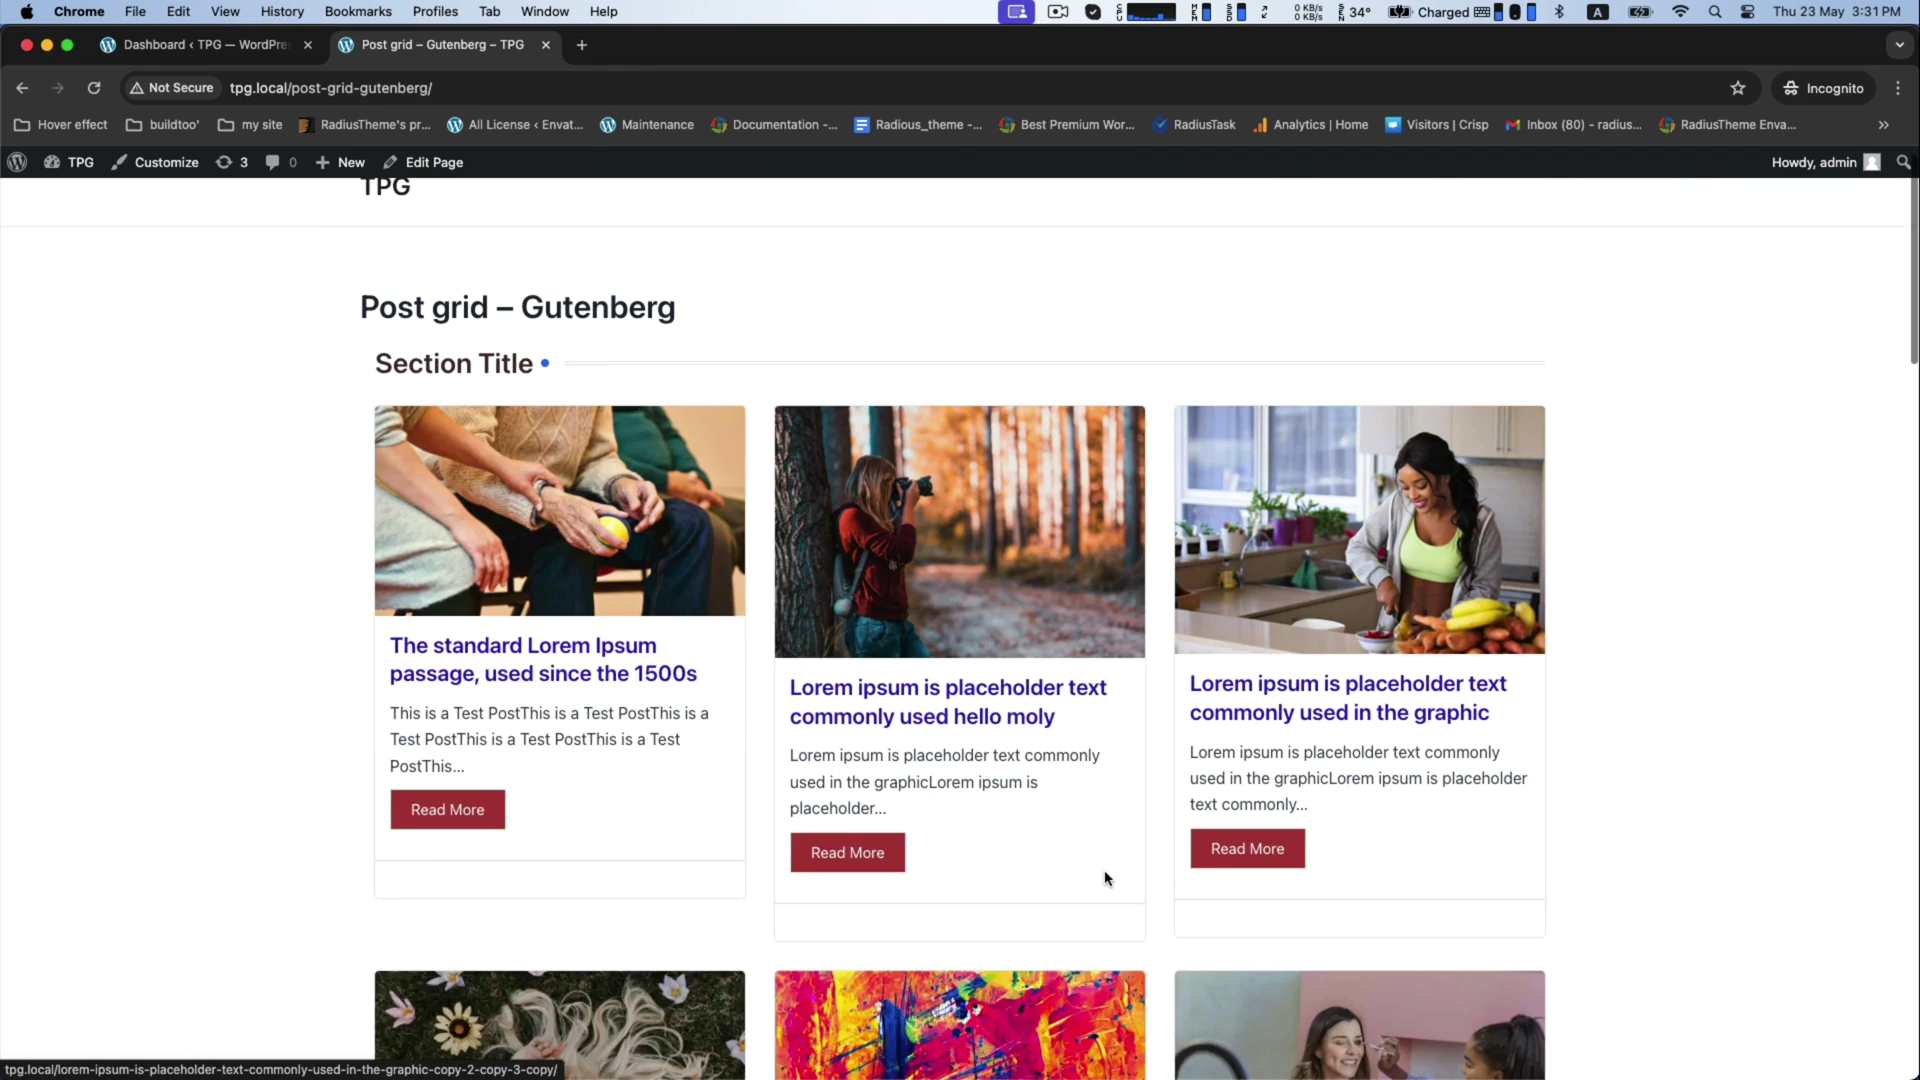 Chrome File Edit View History Bookmarks Profiles Tab Window Help 0 KB/s 0 KB/s 34° Charged A Thu 23 May 3:31 PM
Dashboard ‹ TPG — WordPre
Post grid – Gutenberg – TPG
Not Secure tpg.local/post-grid-gutenberg/ Incognito
Hover effect buildtoo' my site RadiusTheme's pr... All License ‹ Envat... Maintenance Documentation -... Radious_theme -... Best Premium Wor... RadiusTask Analytics | Home Visitors | Crisp Inbox (80) - radius... RadiusTheme Enva... »
TPG Customize 3 0 New Edit Page Howdy, admin
TPG
Post grid – Gutenberg
Section Title
The standard Lorem Ipsum
passage, used since the 1500s
This is a Test PostThis is a Test PostThis is a
Test PostThis is a Test PostThis is a Test
PostThis...
Read More
Lorem ipsum is placeholder text
commonly used hello moly
Lorem ipsum is placeholder text commonly
used in the graphicLorem ipsum is
placeholder...
Read More
Lorem ipsum is placeholder text
commonly used in the graphic
Lorem ipsum is placeholder text commonly
used in the graphicLorem ipsum is placeholder
text commonly...
Read More
tpg.local/lorem-ipsum-is-placeholder-text-commonly-used-in-the-graphic-copy-2-copy-3-copy/